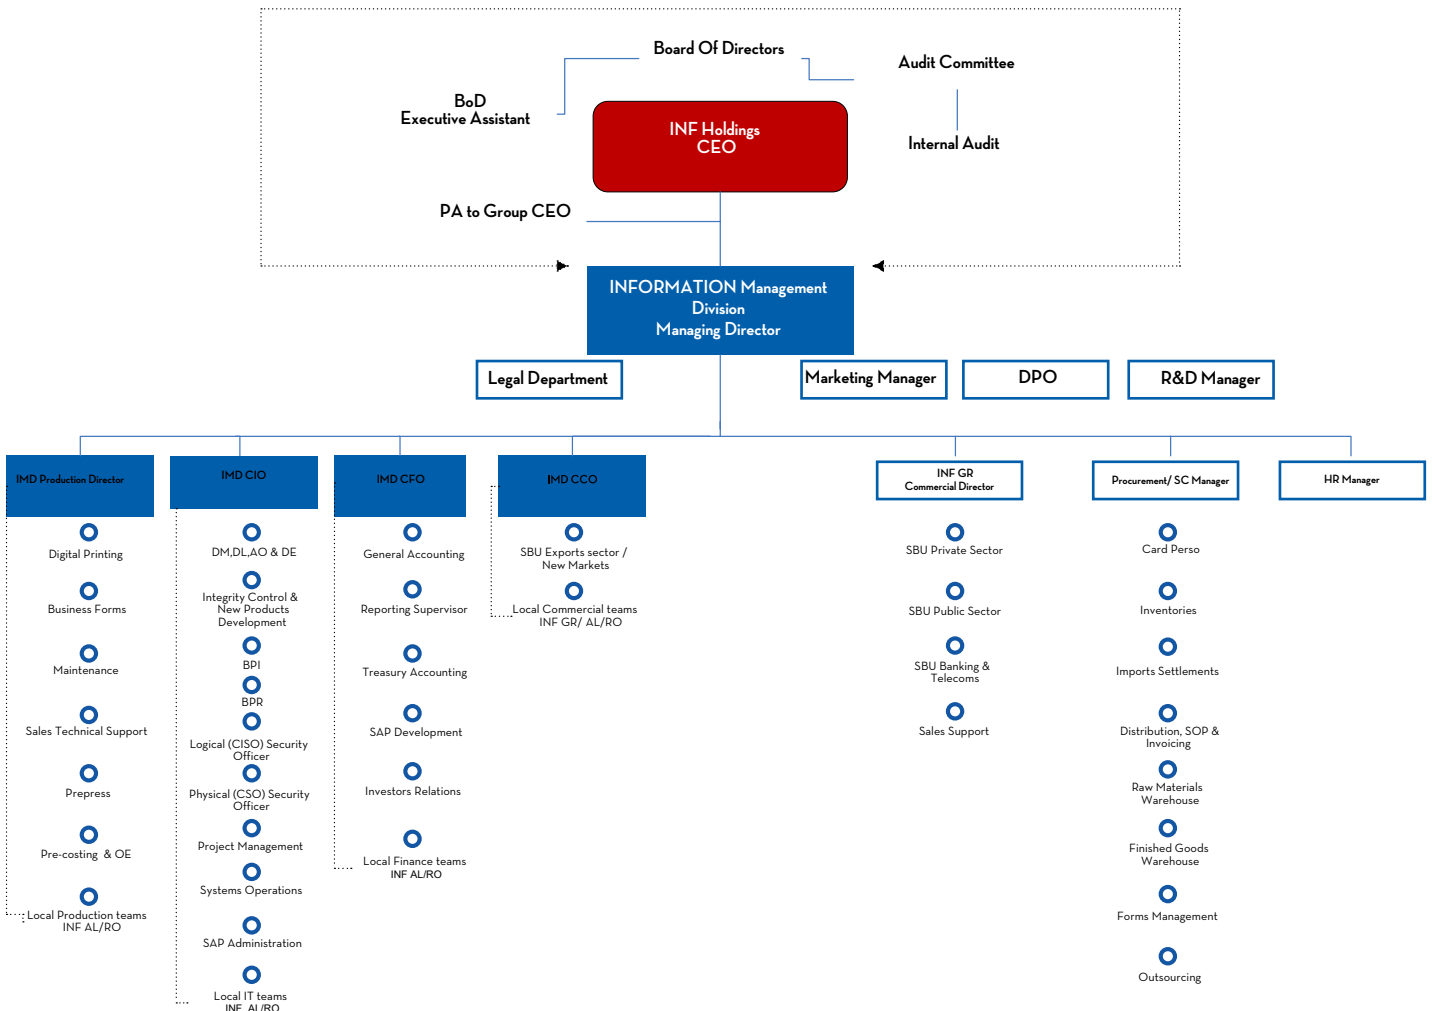 Board Of Directors
Audit Committee
BoD
Executive Assistant
INF Holdings
CEO
Internal Audit
PA to Group CEO
INFORMATION Management
Division
Managing Director
Legal Department
Marketing Manager
DPO
R&D Manager
IMD Production Director
IMD CIO
IMD CFO
IMD CCO
INF GR
Commercial Director
Procurement/ SC Manager
HR Manager
Digital Printing
Business Forms
Maintenance
Sales Technical Support
Prepress
Pre-costing & OE
Local Production teams
INF AL/RO
DM,DL,AO & DE
Integrity Control &
New Products
Development
BPI
BPR
Logical (CISO) Security
Officer
Physical (CSO) Security
Officer
Project Management
Systems Operations
SAP Administration
Local IT teams
INF AL/RO
General Accounting
Reporting Supervisor
Treasury Accounting
SAP Development
Investors Relations
Local Finance teams
INF AL/RO
SBU Exports sector /
New Markets
Local Commercial teams
INF GR/ AL/RO
SBU Private Sector
SBU Public Sector
SBU Banking &
Telecoms
Sales Support
Card Perso
Inventories
Imports Settlements
Distribution, SOP &
Invoicing
Raw Materials
Warehouse
Finished Goods
Warehouse
Forms Management
Outsourcing